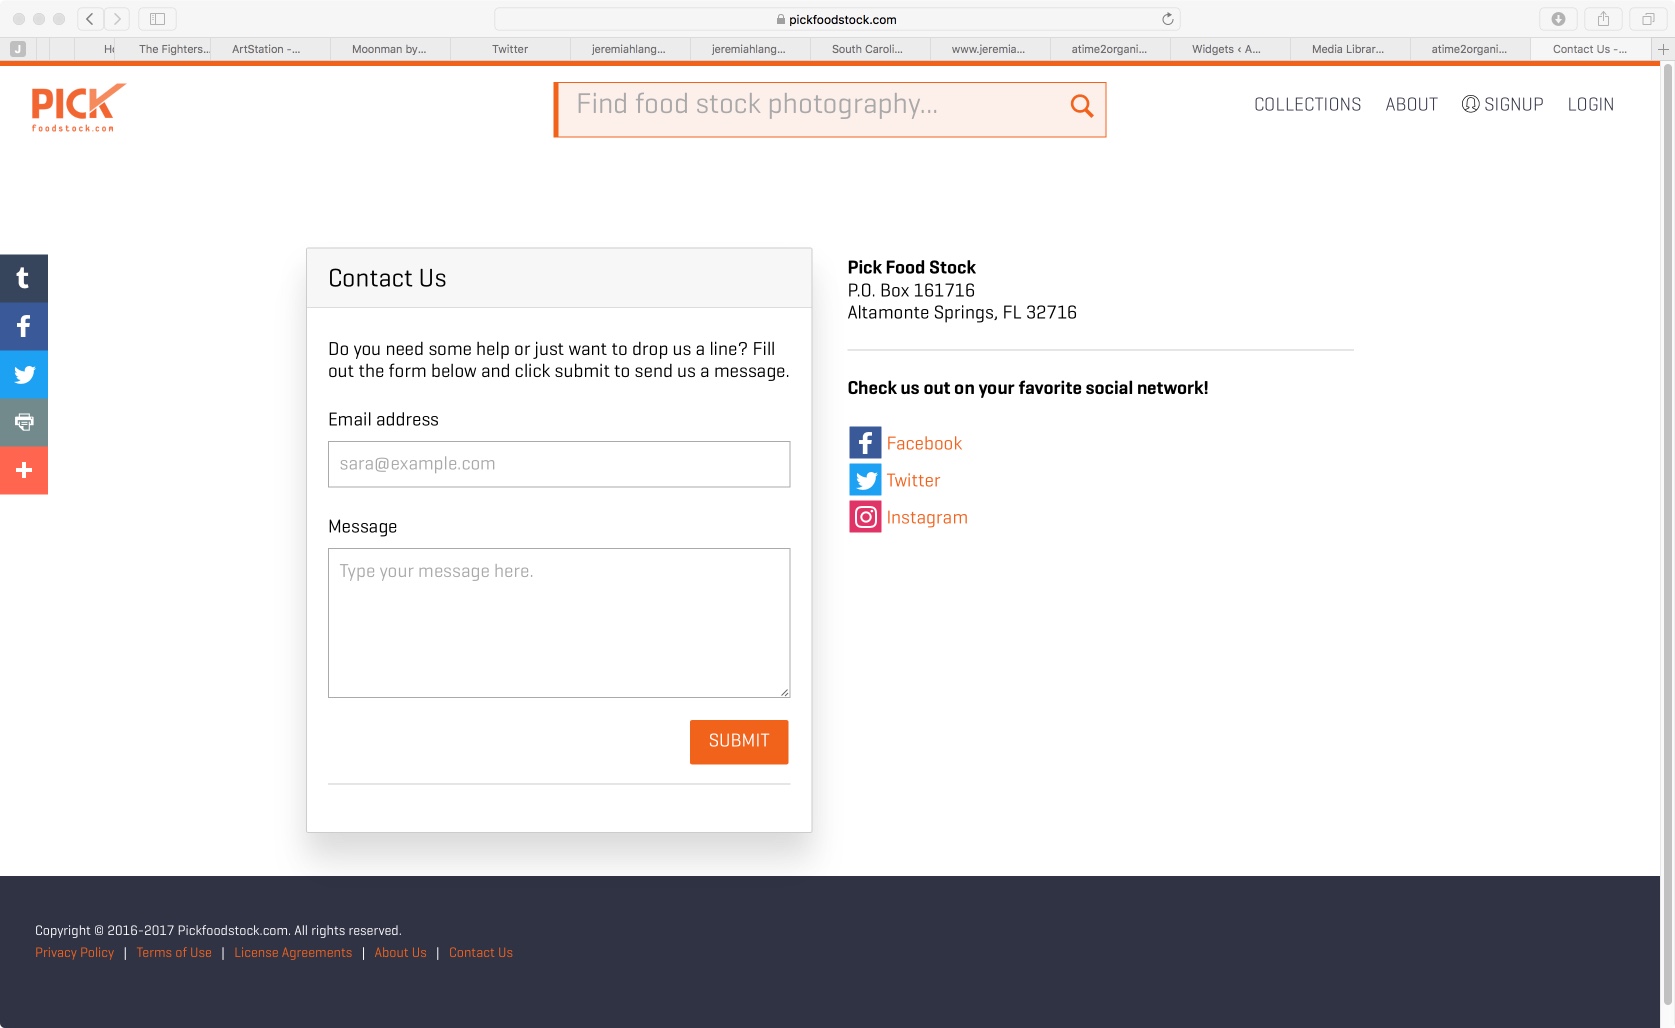 pickfoodstock.com
J
The Fighters...
ArtStation -...
Moonman by...
Twitter
jeremiahlang...
jeremiahlang...
South Caroli...
www.jeremia...
atime2organi...
Widgets ‹ A...
Media Librar...
atime2organi...
Contact Us -...
PICK
foodstock.com
Find food stock photography...
COLLECTIONS
ABOUT
SIGNUP
LOGIN
Contact Us
Do you need some help or just want to drop us a line? Fill
out the form below and click submit to send us a message.
Email address
sara@example.com
Message
Type your message here.
SUBMIT
Pick Food Stock
P.O. Box 161716
Altamonte Springs, FL 32716
Check us out on your favorite social network!
Facebook
Twitter
Instagram
Copyright © 2016-2017 Pickfoodstock.com. All rights reserved.
Privacy Policy | Terms of Use | License Agreements | About Us | Contact Us